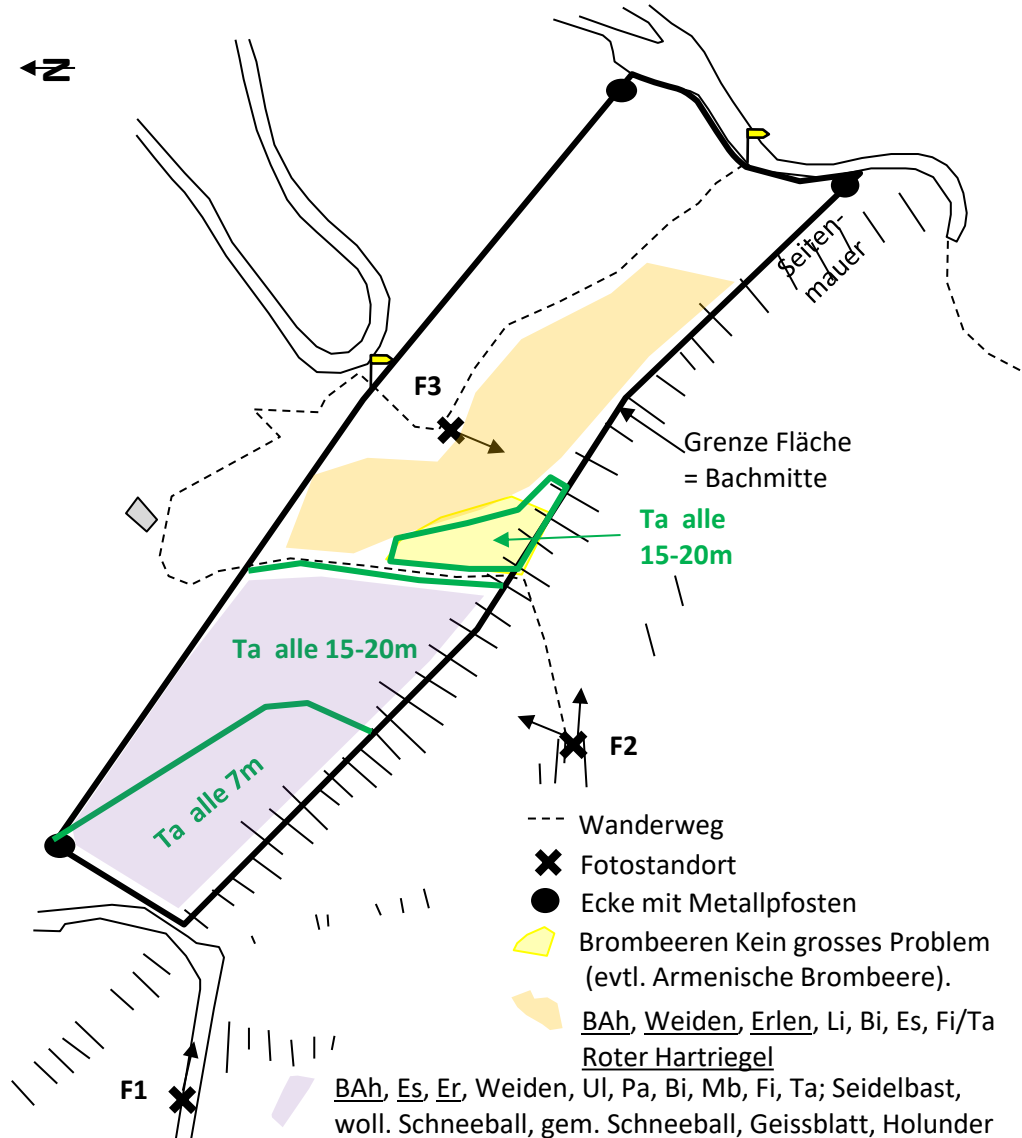 N
Seiten-
mauer
F3
Grenze Fläche
= Bachmitte
Ta alle
15-20m
Ta alle 15-20m
F2
Ta alle 7m
Wanderweg
Fotostandort
Ecke mit Metallpfosten
Brombeeren Kein grosses Problem
(evtl. Armenische Brombeere).
BAh, Weiden, Erlen, Li, Bi, Es, Fi/Ta
Roter Hartriegel
F1
BAh, Es, Er, Weiden, Ul, Pa, Bi, Mb, Fi, Ta; Seidelbast,
woll. Schneeball, gem. Schneeball, Geissblatt, Holunder